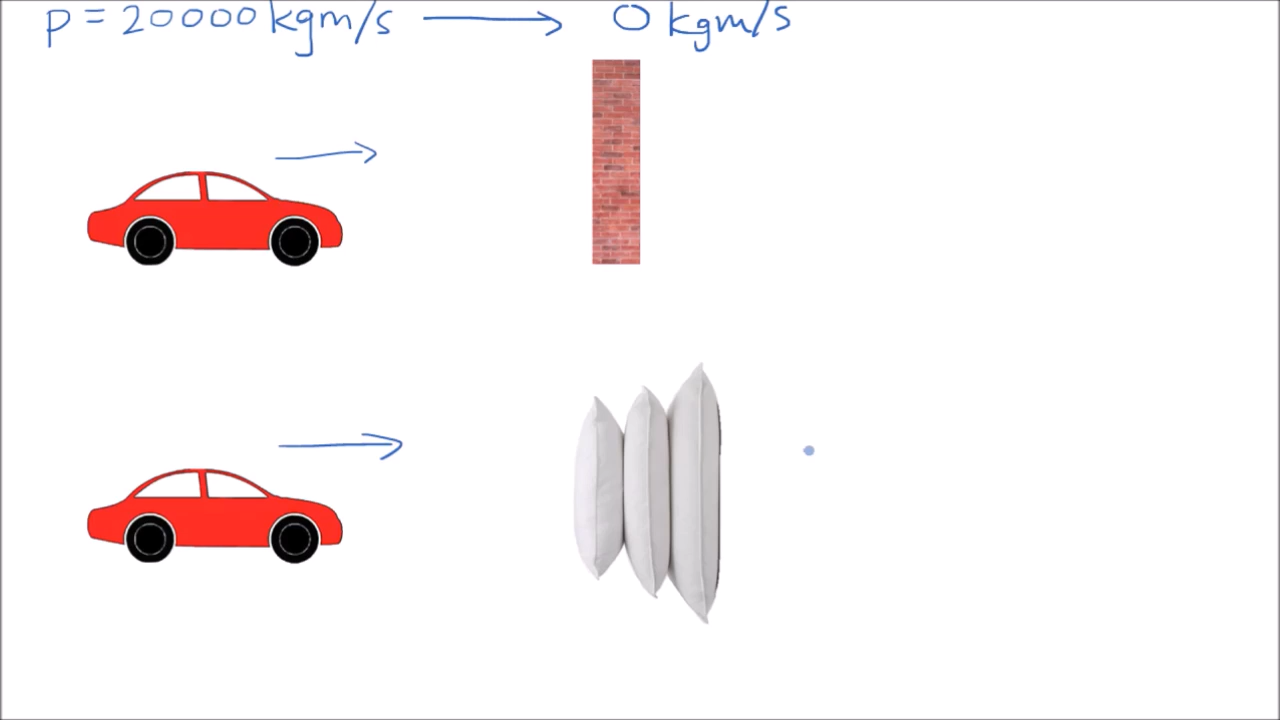 p = 20000 kgm/s ⟶ 0 kgm/s